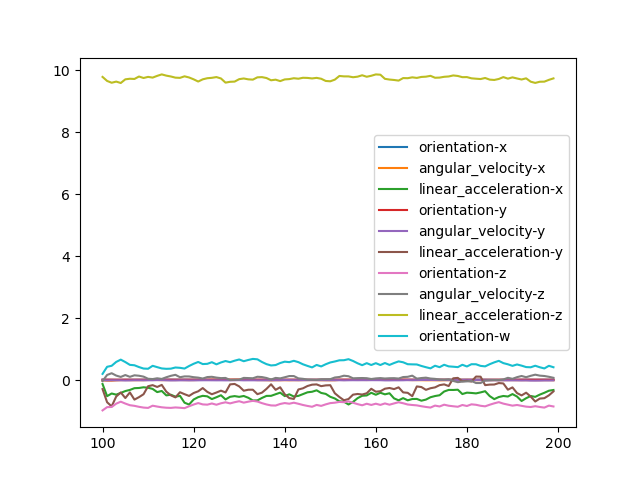 10
8
6
4
2
0
100
120
140
160
180
200
orientation-x
angular_velocity-x
linear_acceleration-x
orientation-y
angular_velocity-y
linear_acceleration-y
orientation-z
angular_velocity-z
linear_acceleration-z
orientation-w